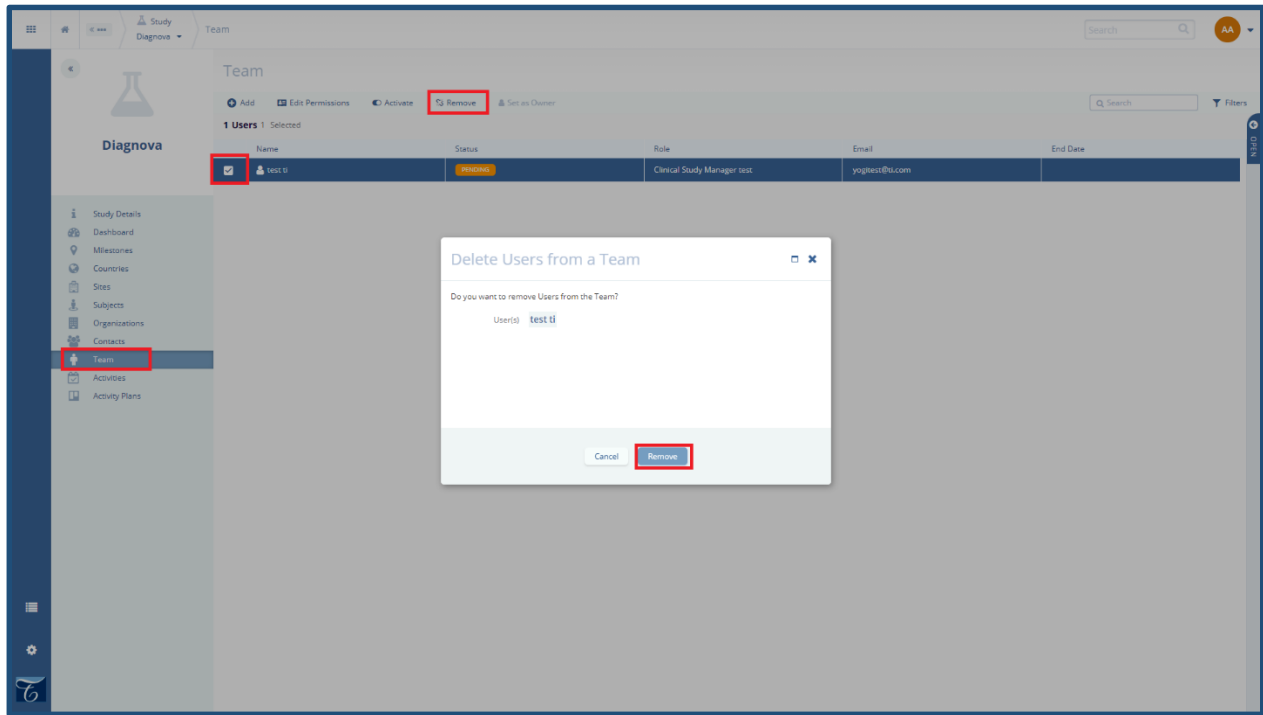 Study
Diagnova
Team
Search
AA
Team
Add Edit Permissions Activate Remove Set as Owner
Search
Filters
1 Users 1 Selected
OPEN
Diagnova
Name Status Role Email End Date
test ti PENDING Clinical Study Manager test yogitest@ti.com
Study Details
Dashboard
Milestones
Countries
Sites
Subjects
Organizations
Contacts
Team
Activities
Activity Plans
Delete Users from a Team
Do you want to remove Users from the Team?
User(s) test ti
Cancel Remove